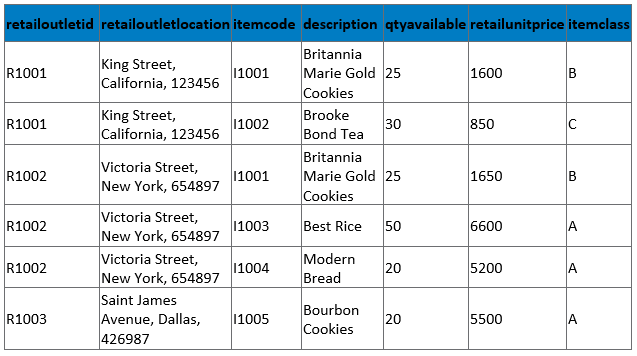 retailoutletid retailoutletlocation itemcode description qtyavailable retailunitprice itemclass
R1001 King Street, California, 123456 I1001 Britannia Marie Gold Cookies 25 1600 B
R1001 King Street, California, 123456 I1002 Brooke Bond Tea 30 850 C
R1002 Victoria Street, New York, 654897 I1001 Britannia Marie Gold Cookies 25 1650 B
R1002 Victoria Street, New York, 654897 I1003 Best Rice 50 6600 A
R1002 Victoria Street, New York, 654897 I1004 Modern Bread 20 5200 A
R1003 Saint James Avenue, Dallas, 426987 I1005 Bourbon Cookies 20 5500 A